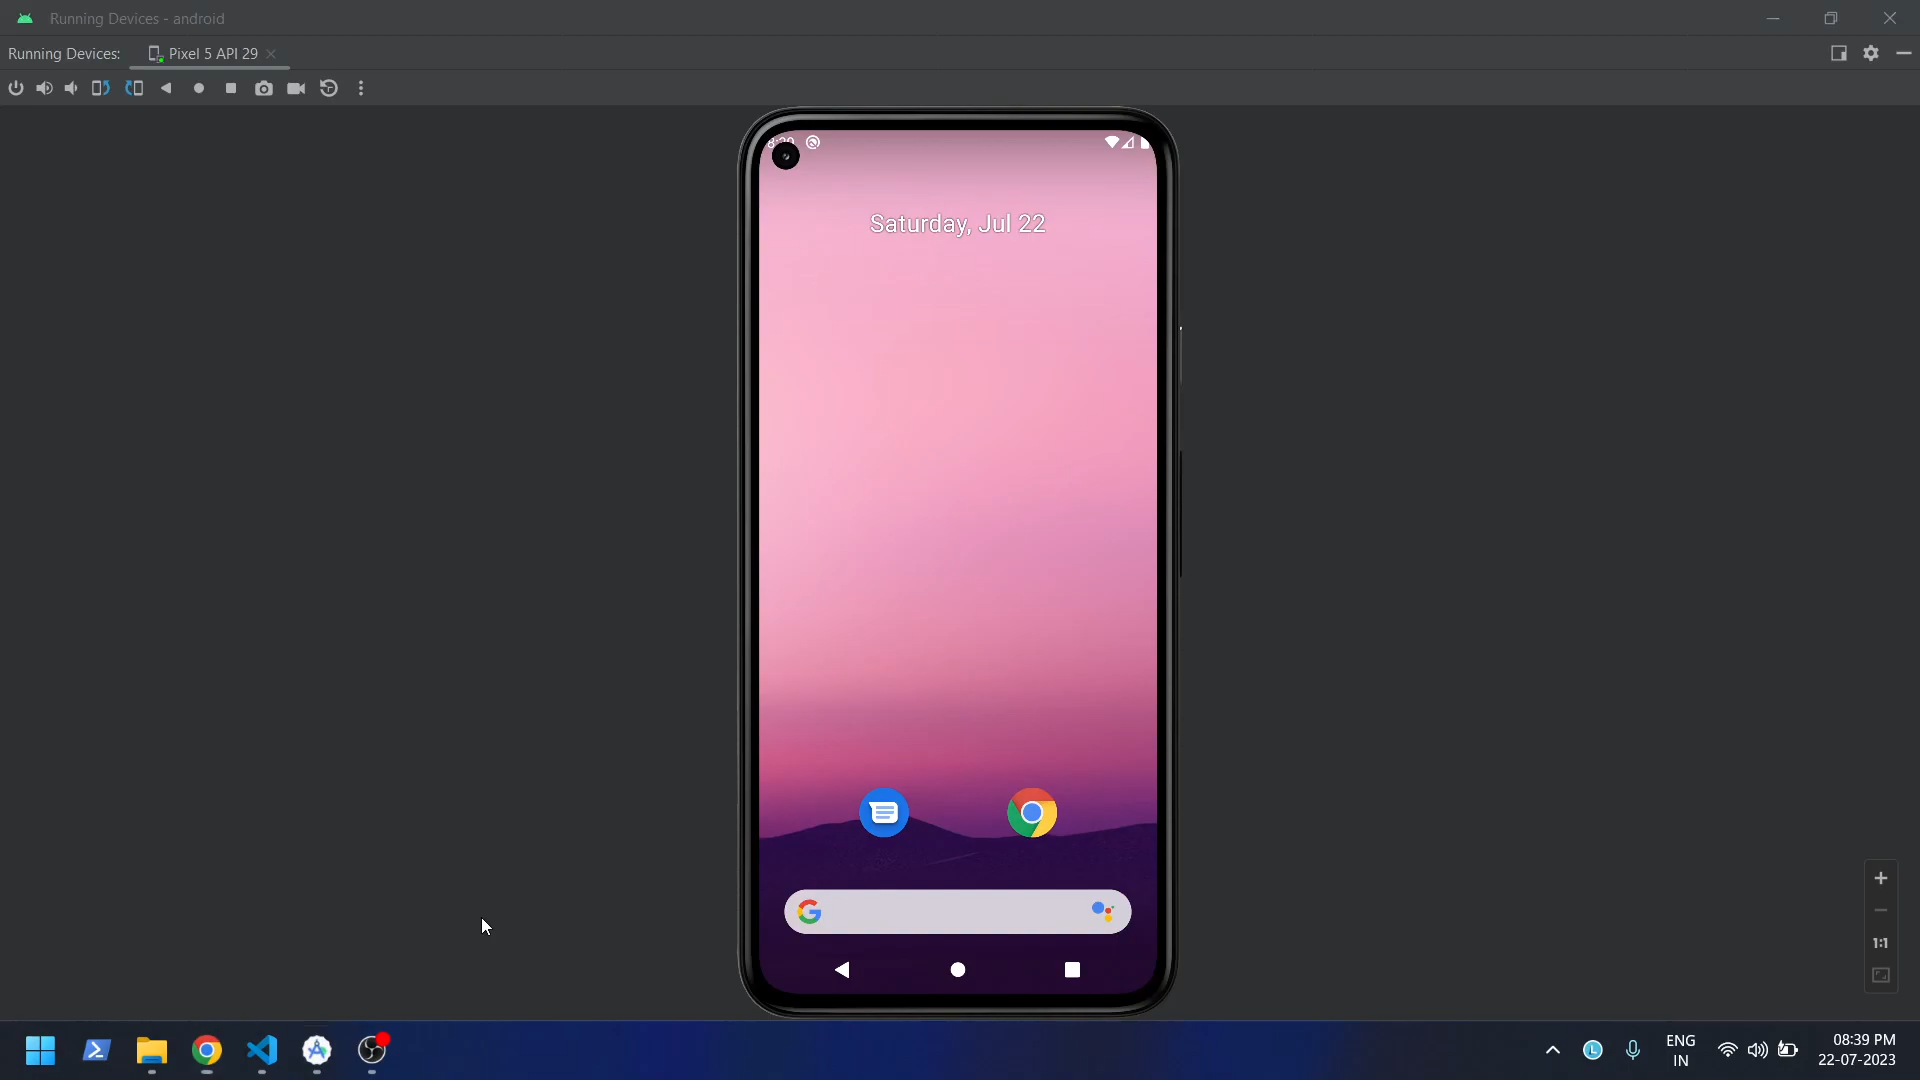 Running Devices - android
Running Devices:
Pixel 5 API 29
Saturday, Jul 22
1:1
ENG
IN
08:39 PM
22-07-2023